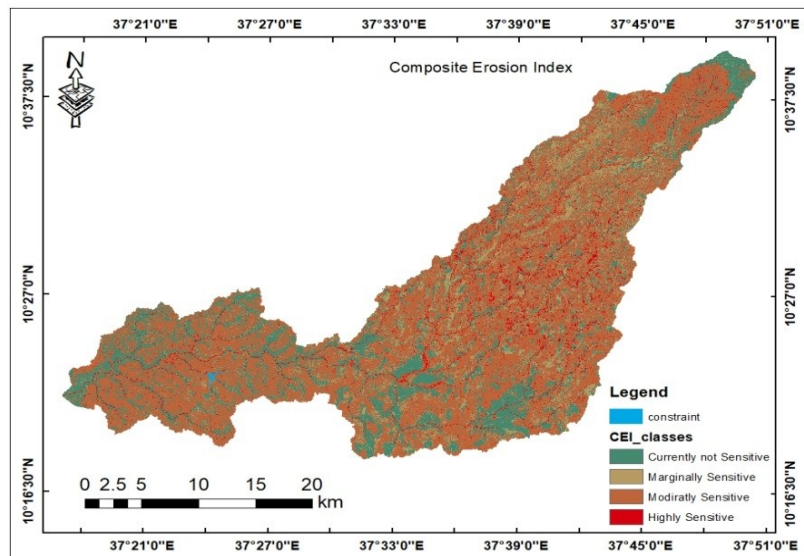 37°21'0"E 37°27'0"E 37°33'0"E 37°39'0"E 37°45'0"E 37°51'0"E
N
Composite Erosion Index
10°37'30"N 10°37'30"N
10°27'0"N 10°27'0"N
10°16'30"N 10°16'30"N
Legend
constraint
CEI_classes
Currently not Sensitive
Marginally Sensitive
Modiratly Sensitive
Highly Sensitive
0 2.5 5 10 15 20
km
37°21'0"E 37°27'0"E 37°33'0"E 37°39'0"E 37°45'0"E 37°51'0"E